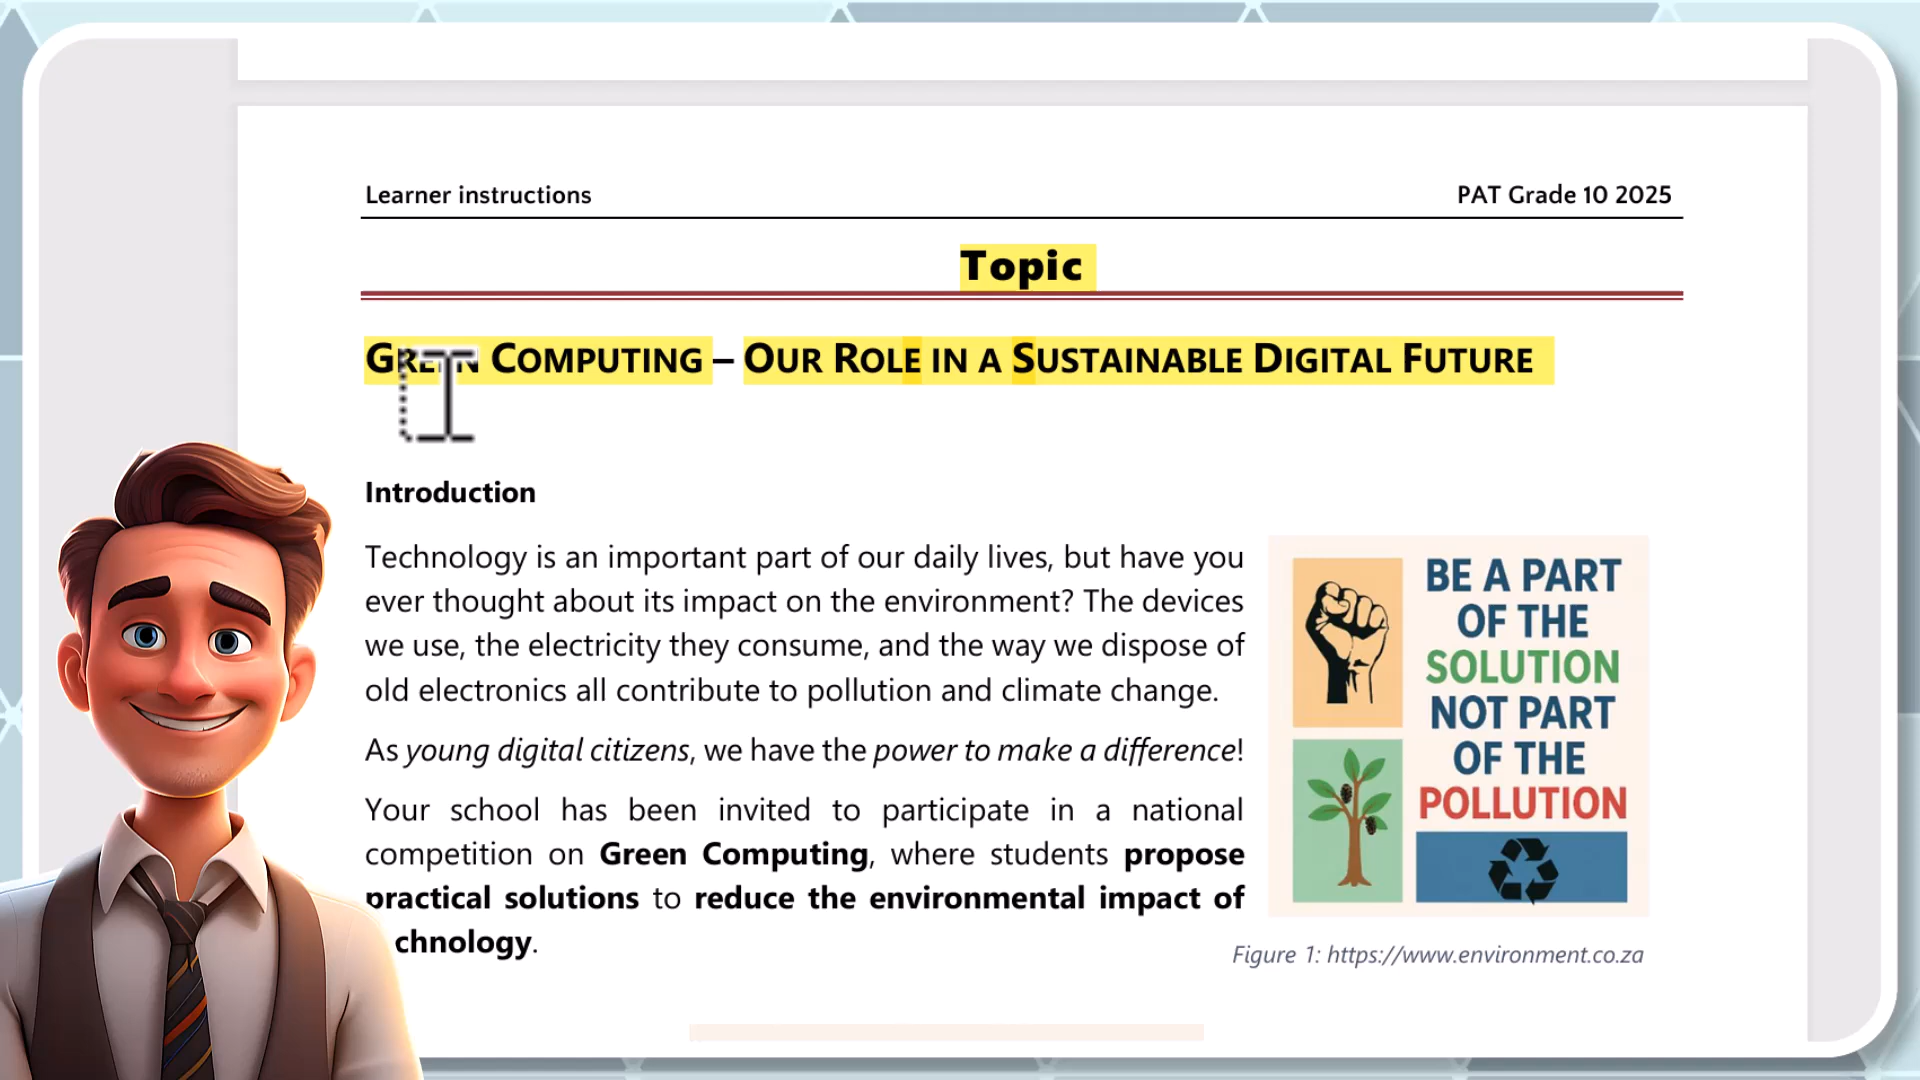 Learner instructions PAT Grade 10 2025
Topic
GREEN COMPUTING – OUR ROLE IN A SUSTAINABLE DIGITAL FUTURE
Introduction
Technology is an important part of our daily lives, but have you
ever thought about its impact on the environment? The devices
we use, the electricity they consume, and the way we dispose of
old electronics all contribute to pollution and climate change.
As young digital citizens, we have the power to make a difference!
Your school has been invited to participate in a national
competition on Green Computing, where students propose
practical solutions to reduce the environmental impact of
chnology.
BE A PART
OF THE
SOLUTION
NOT PART
OF THE
POLLUTION
Figure 1: https://www.environment.co.za